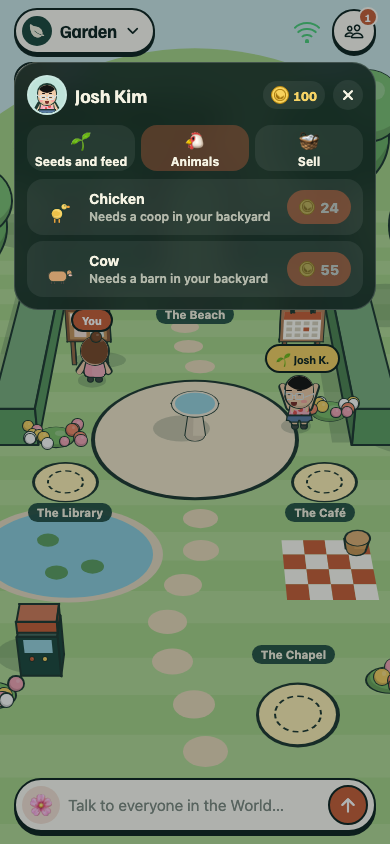 Garden
1
Josh Kim
100
Seeds and feed
Animals
Sell
Chicken
Needs a coop in your backyard
24
Cow
Needs a barn in your backyard
55
The Beach
You
Josh K.
The Library
The Café
The Chapel
Talk to everyone in the World...